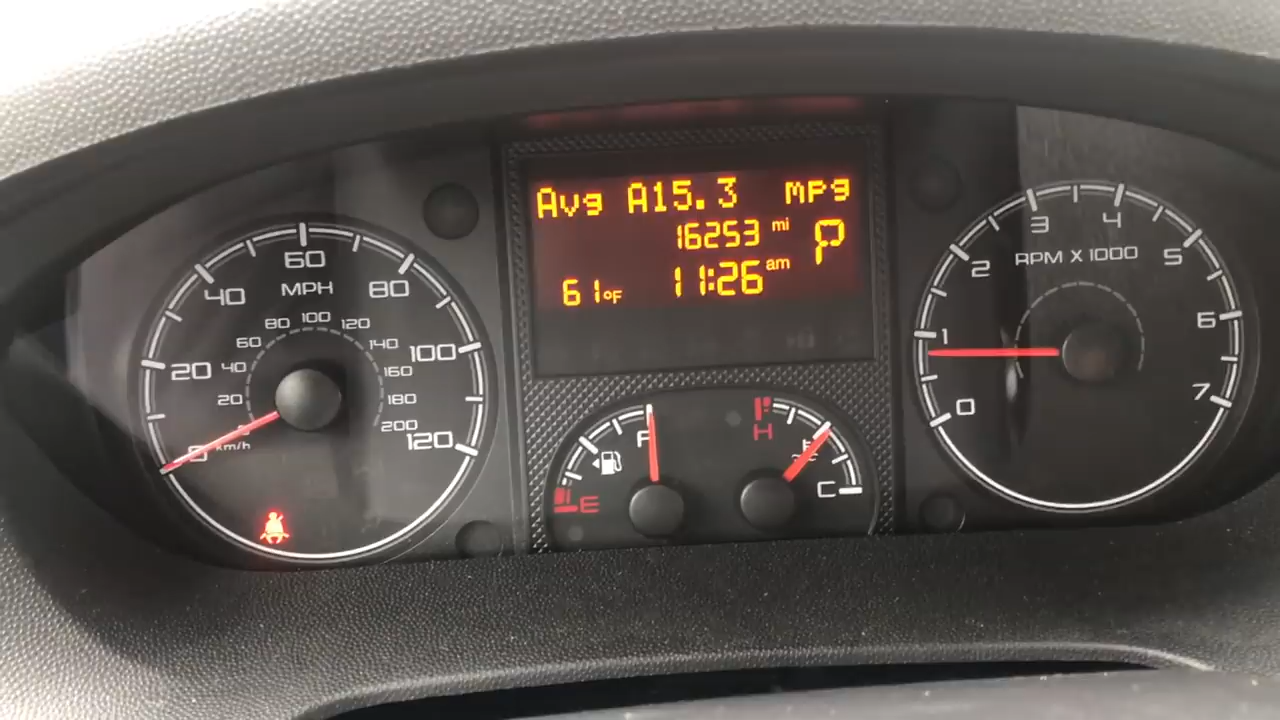 Avg A15.3 mpg
16253 mi
P
61°F 11:26 am
0 20 40 60 80 100 120
MPH
20 40 60 80 100 120 140 160 180 200
km/h
0 1 2 3 4 5 6 7
RPM X 1000
E F
H C